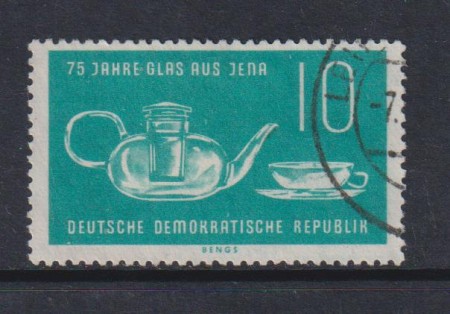 75 JAHRE GLAS AUS JENA
10
DEUTSCHE DEMOKRATISCHE REPUBLIK
BENGS